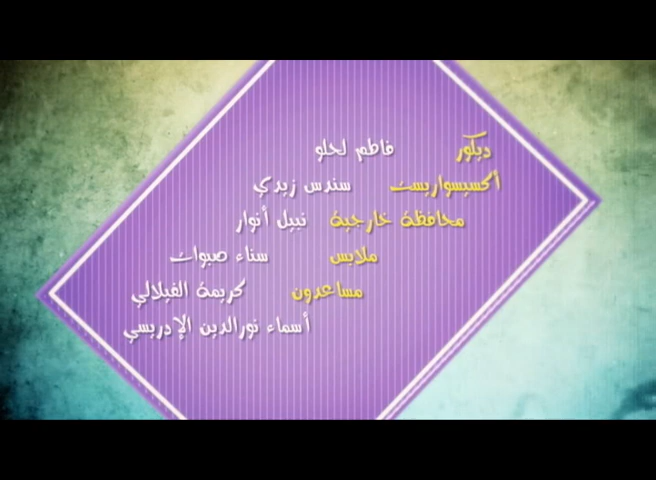 ديكور فاطم لحلو
أكسيسواريست سندس زيدي
محافظة خارجية نبيل أنوار
ملابس سناء صبوات
مساعدون كريمة الفيلالي
أسماء نورالدين الإدريسي